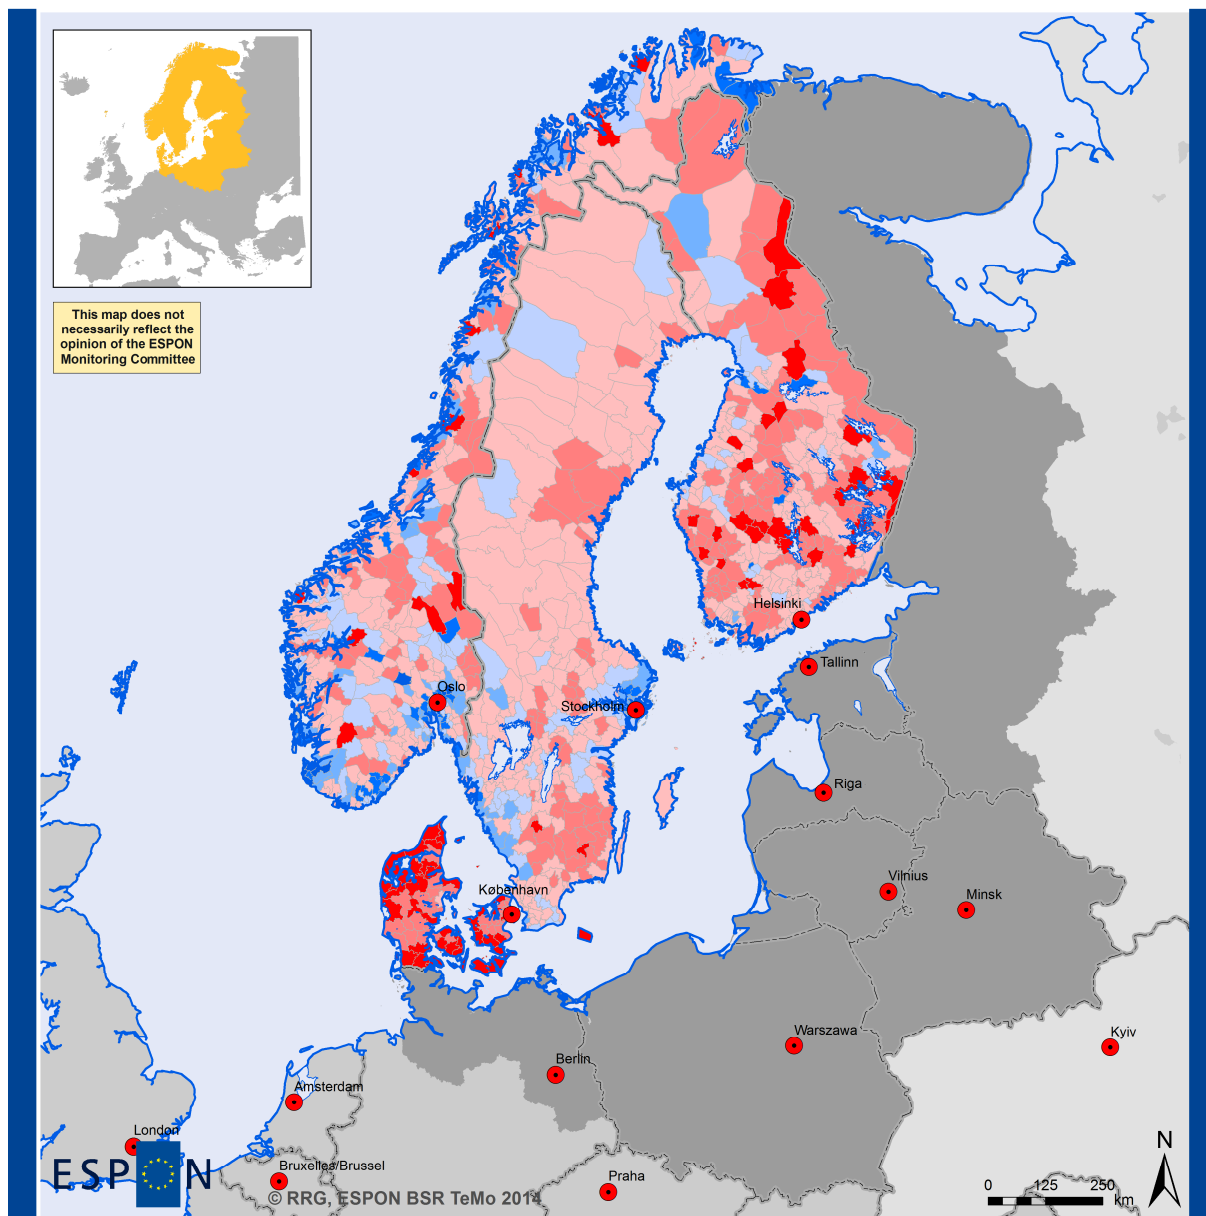 This map does not
necessarily reflect the
opinion of the ESPON
Monitoring Committee
Helsinki
Tallinn
Oslo
Stockholm
Riga
København
Vilnius
Minsk
Warszawa
Kyiv
Berlin
Amsterdam
London
Bruxelles/Brussel
Praha
ESPON
© RRG, ESPON BSR TeMo 2014
N
0 125 250
km